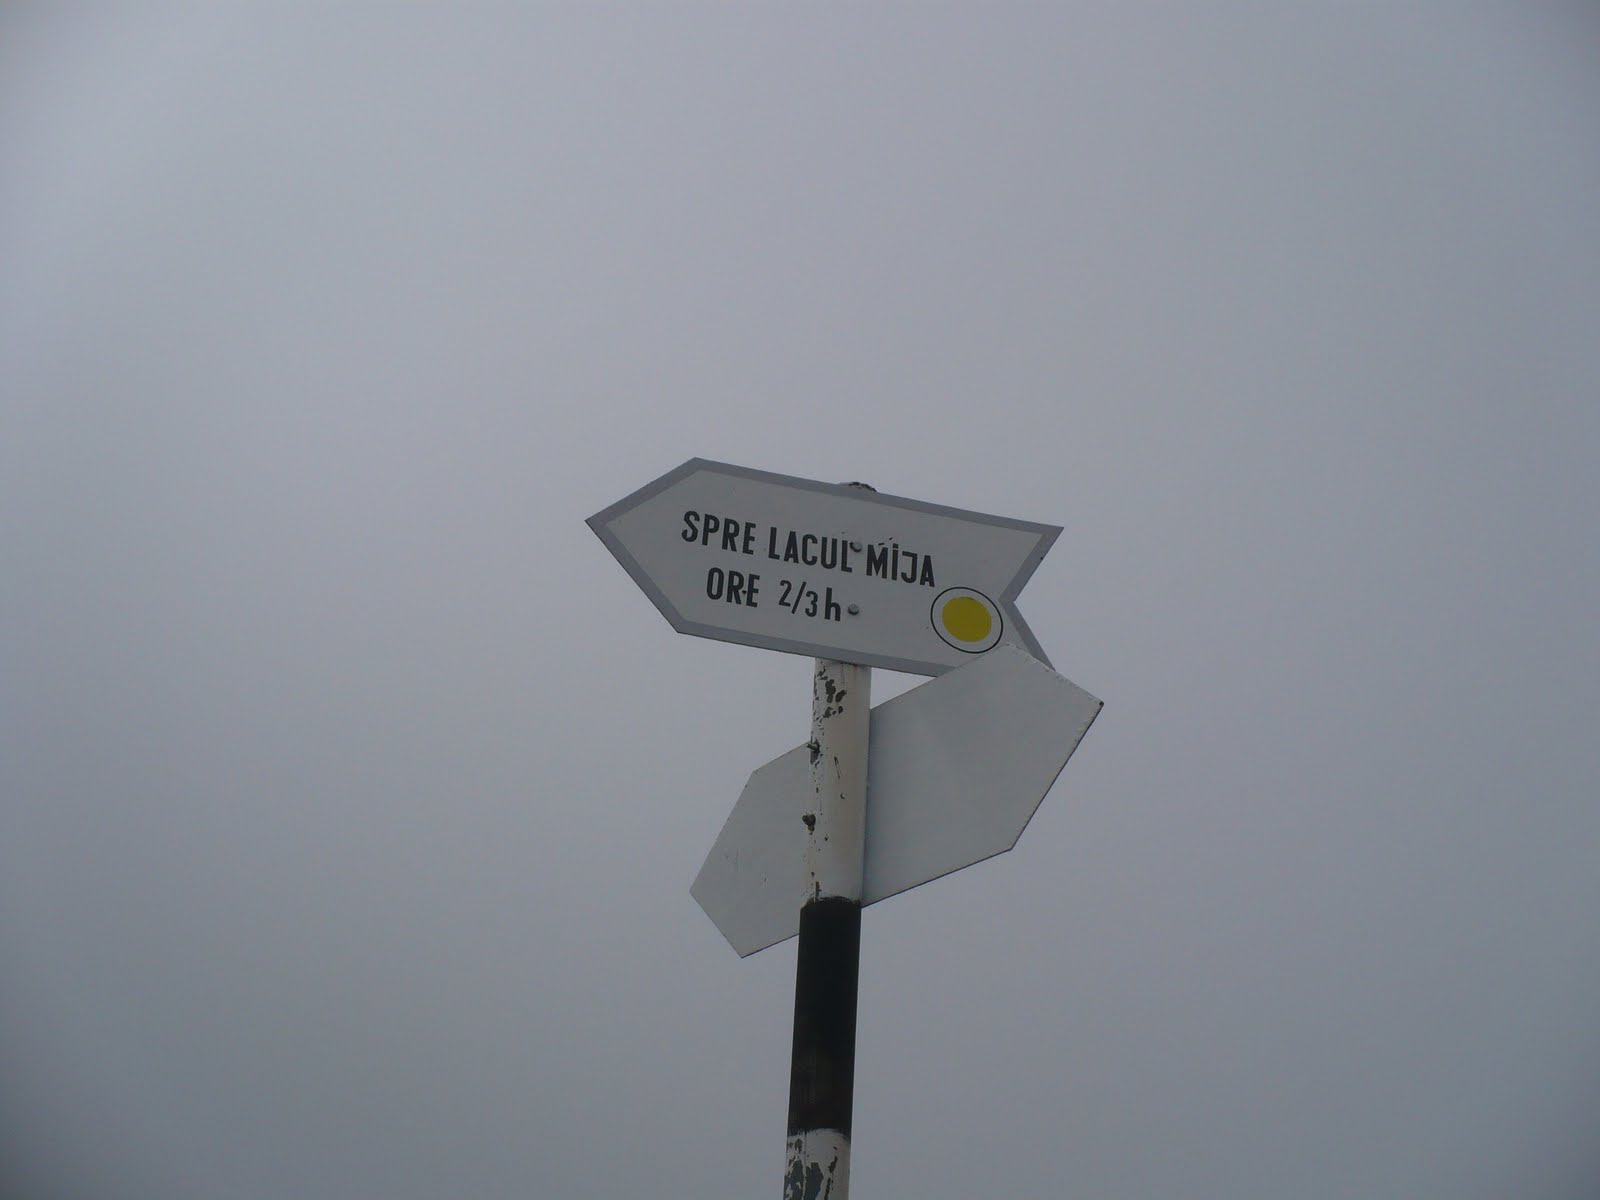 SPRE LACUL MIJA
ORE 2/3 h